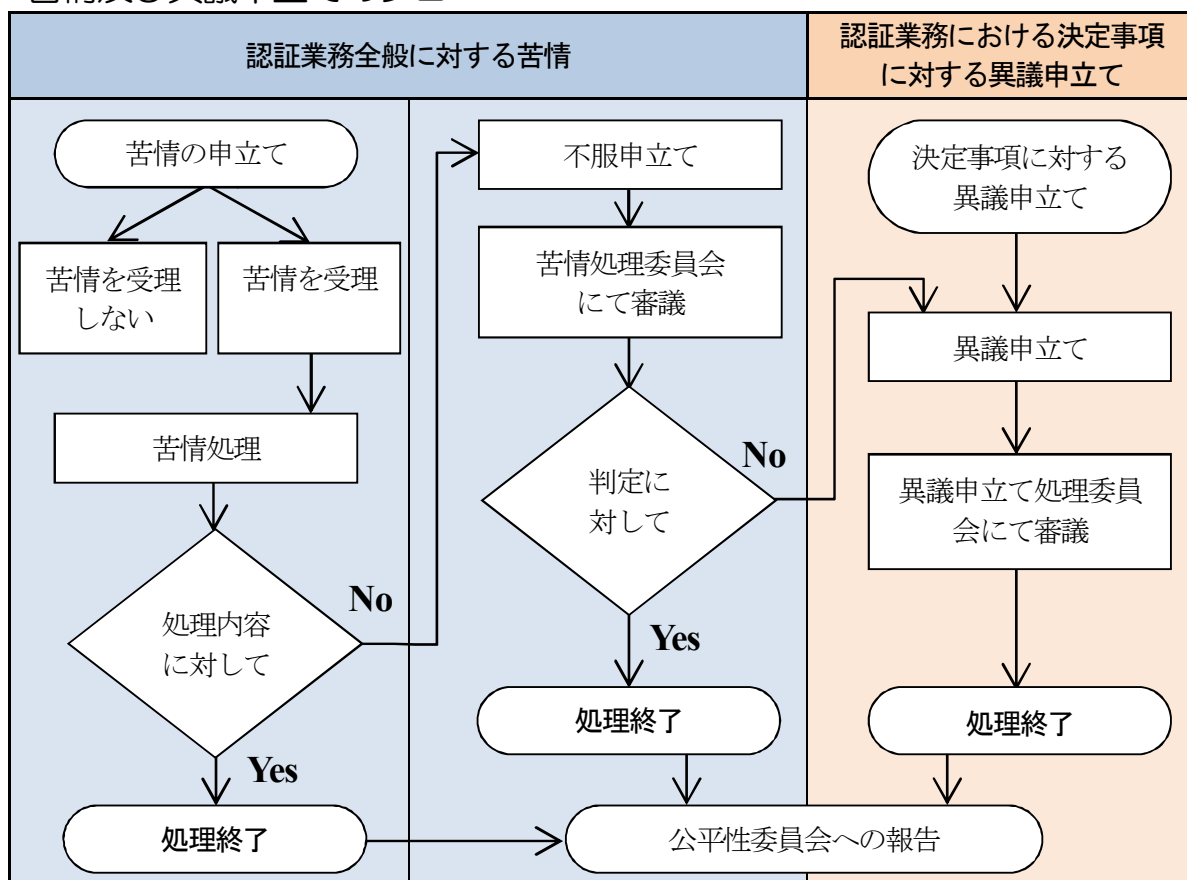 認証業務全般に対する苦情
認証業務における決定事項
に対する異議申立て
苦情の申立て
苦情を受理
しない
苦情を受理
苦情処理
処理内容
に対して
No
Yes
処理終了
不服申立て
苦情処理委員会
にて審議
判定に
対して
No
Yes
処理終了
決定事項に対する
異議申立て
異議申立て
異議申立て処理委員
会にて審議
処理終了
公平性委員会への報告